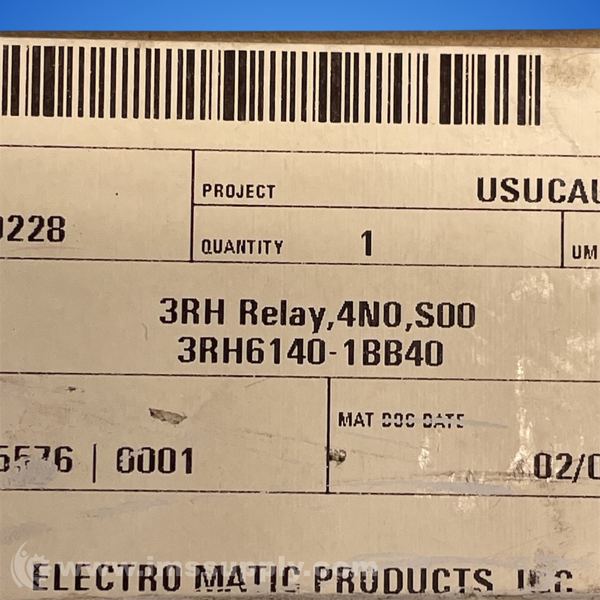 PROJECT USUCAU
0228
QUANTITY 1 UM
3RH Relay,4NO,S00
3RH6140-1BB40
MAT DOC DATE
5576 | 0001 02/0
ELECTRO MATIC PRODUCTS, INC